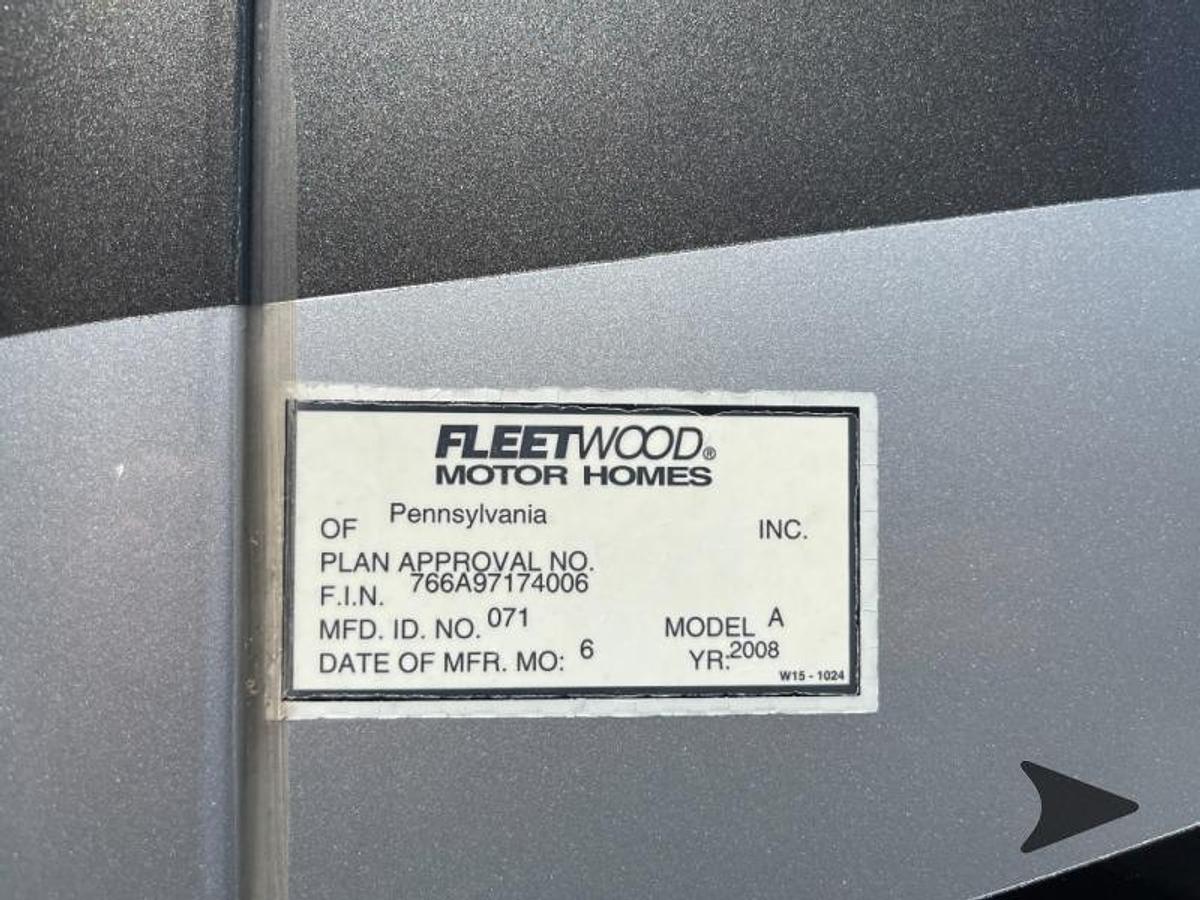 FLEETWOOD®
MOTOR HOMES
OF Pennsylvania INC.
PLAN APPROVAL NO.
F.I.N. 766A97174006
MFD. ID. NO. 071 MODEL A
DATE OF MFR. MO: 6 YR: 2008
W15 - 1024